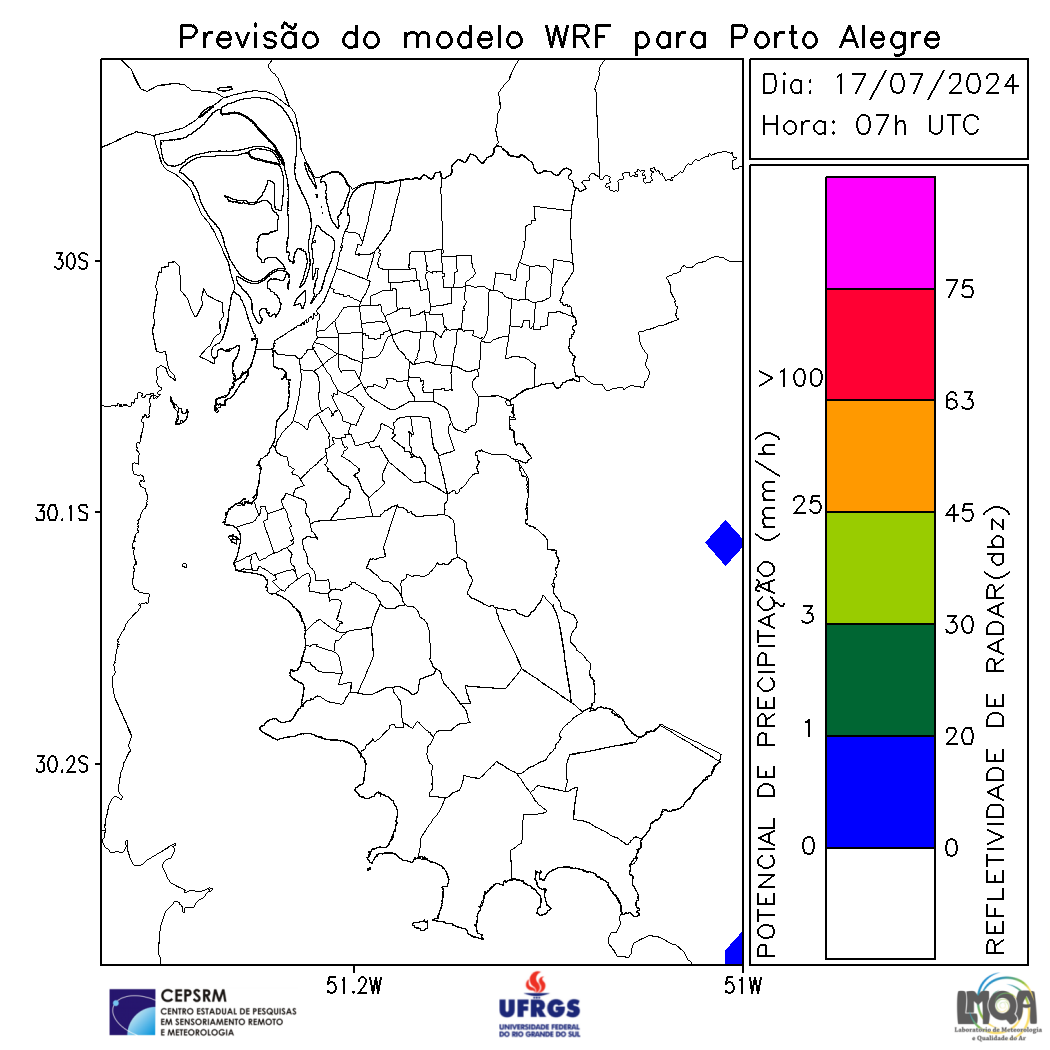 Previsão do modelo WRF para Porto Alegre
Dia: 17/07/2024
Hora: 07h UTC
30S
30.1S
30.2S
51.2W
51W
POTENCIAL DE PRECIPITAÇÃO (mm/h)
>100
25
3
1
0
75
63
45
30
20
0
REFLETIVIDADE DE RADAR(dbz)
CEPSRM
CENTRO ESTADUAL DE PESQUISAS
EM SENSORIAMENTO REMOTO
E METEOROLOGIA
UFRGS
UNIVERSIDADE FEDERAL
DO RIO GRANDE DO SUL
LMQA
Laboratório de Meteorologia
e Qualidade do Ar